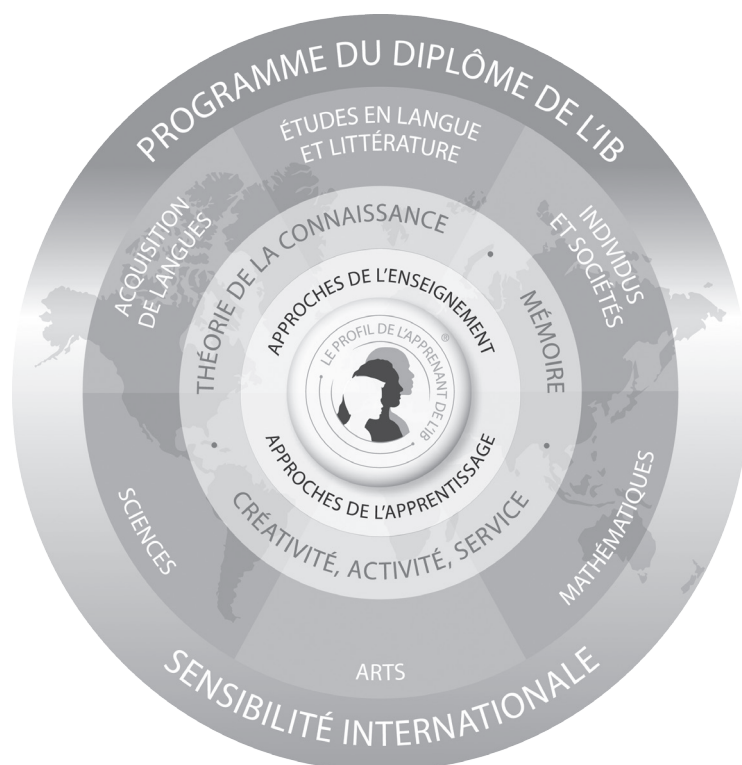 PROGRAMME DU DIPLÔME DE L'IB
ÉTUDES EN LANGUE
ET LITTÉRATURE
ACQUISITION
DE LANGUES
INDIVIDUS
ET SOCIÉTÉS
THÉORIE DE LA CONNAISSANCE
MÉMOIRE
APPROCHES DE L'ENSEIGNEMENT
LE PROFIL DE L'APPRENANT DE L'IB
®
APPROCHES DE L'APPRENTISSAGE
CRÉATIVITÉ, ACTIVITÉ, SERVICE
SCIENCES
MATHÉMATIQUES
ARTS
SENSIBILITÉ INTERNATIONALE